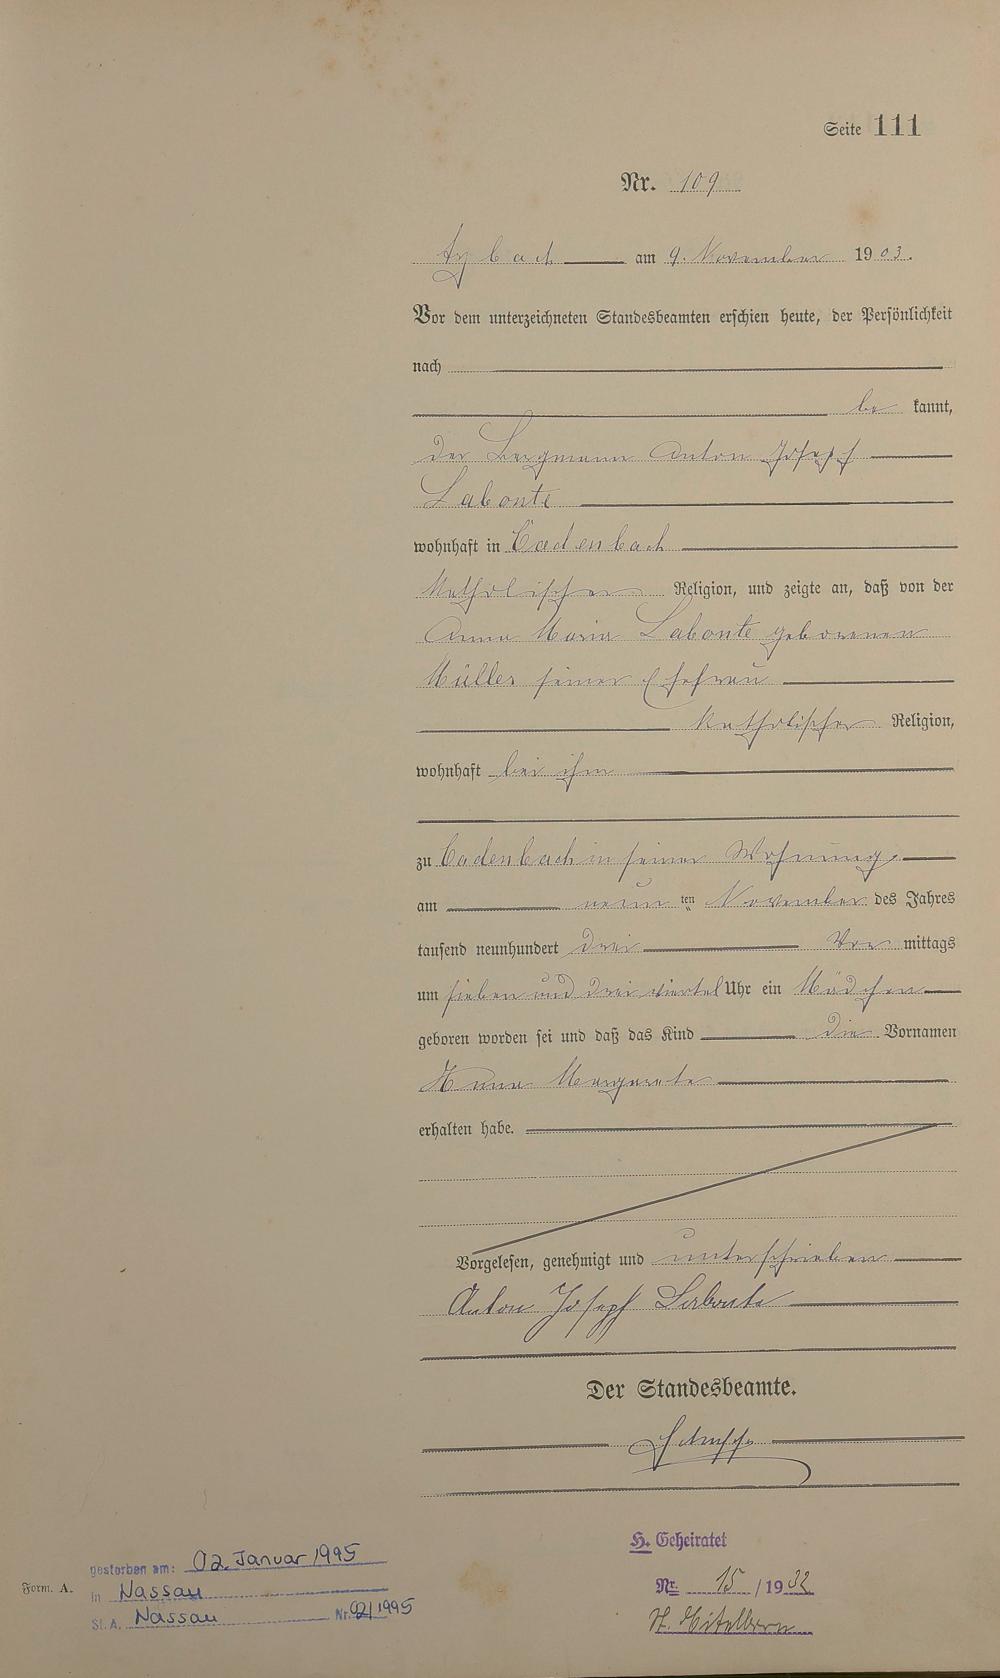 Seite 111
Nr. 109
am 9. November 1903.
Vor dem unterzeichneten Standesbeamten erschien heute, der Persönlichkeit
nach
be kannt,
der Bergmann Anton Joseph
Labonte
wohnhaft in Cadenbach
katholischer Religion, und zeigte an, daß von der
Anna Maria Labonte geborenen
Müller seiner Ehefrau
katholischer Religion,
wohnhaft bei ihm
zu Cadenbach in seiner Wohnung,
am neun ten November des Jahres
tausend neunhundert drei Vor mittags
um sieben und drei viertel Uhr ein Mädchen
geboren worden sei und daß das Kind die Vornamen
Anna Margareta
erhalten habe.
Vorgelesen, genehmigt und unterschrieben
Anton Joseph Labonte
Der Standesbeamte.
H. Geheiratet
gestorben am: 02. Januar 1995
Form. A.
in Nassau
Nr. 15 / 1932
St. A. Nassau Nr. 02/1995